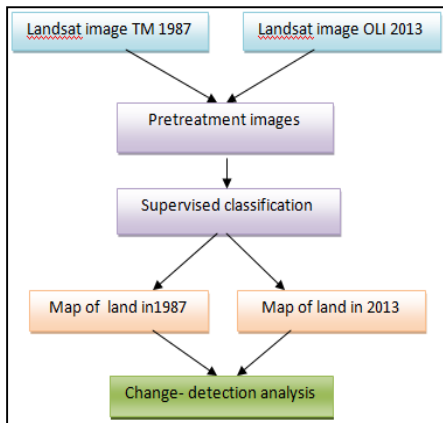 Landsat image TM 1987
Landsat image OLI 2013
Pretreatment images
Supervised classification
Map of  land in1987
Map of land in 2013
Change- detection analysis